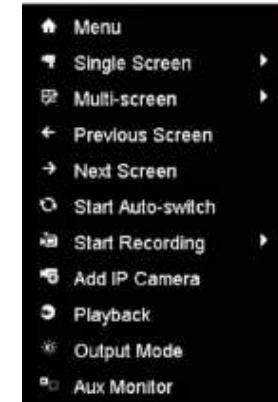 Menu
Single Screen
Multi-screen
Previous Screen
Next Screen
Start Auto-switch
Start Recording
Add IP Camera
Playback
Output Mode
Aux Monitor